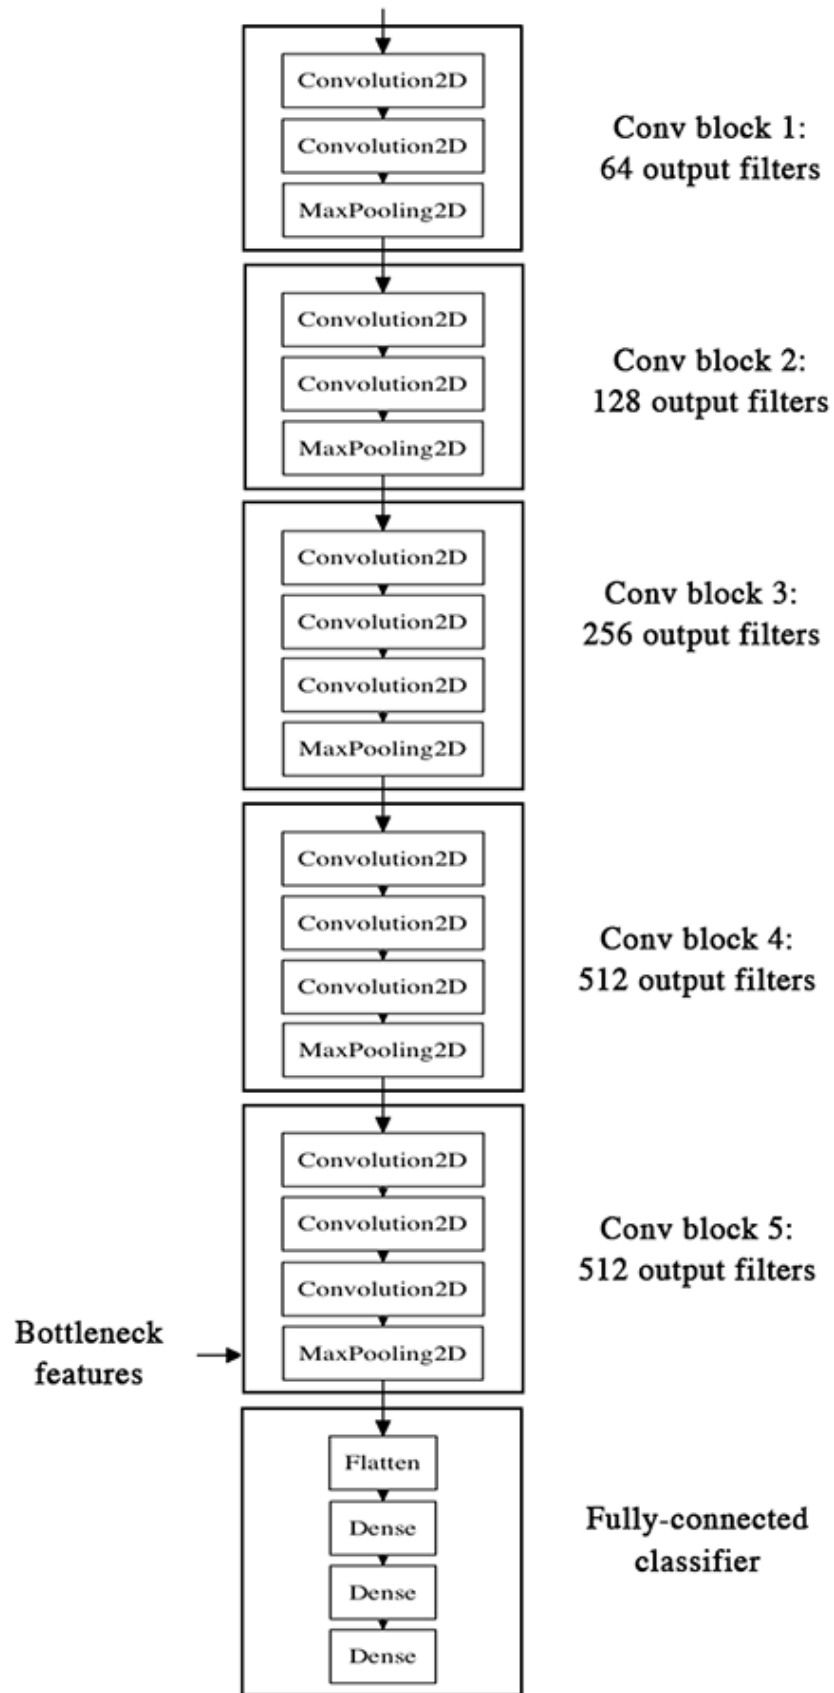 Convolution2D
Convolution2D
MaxPooling2D
Conv block 1:
64 output filters
Convolution2D
Convolution2D
MaxPooling2D
Conv block 2:
128 output filters
Convolution2D
Convolution2D
Convolution2D
MaxPooling2D
Conv block 3:
256 output filters
Convolution2D
Convolution2D
Convolution2D
MaxPooling2D
Conv block 4:
512 output filters
Convolution2D
Convolution2D
Convolution2D
MaxPooling2D
Conv block 5:
512 output filters
Bottleneck
features
Flatten
Dense
Dense
Dense
Fully-connected
classifier